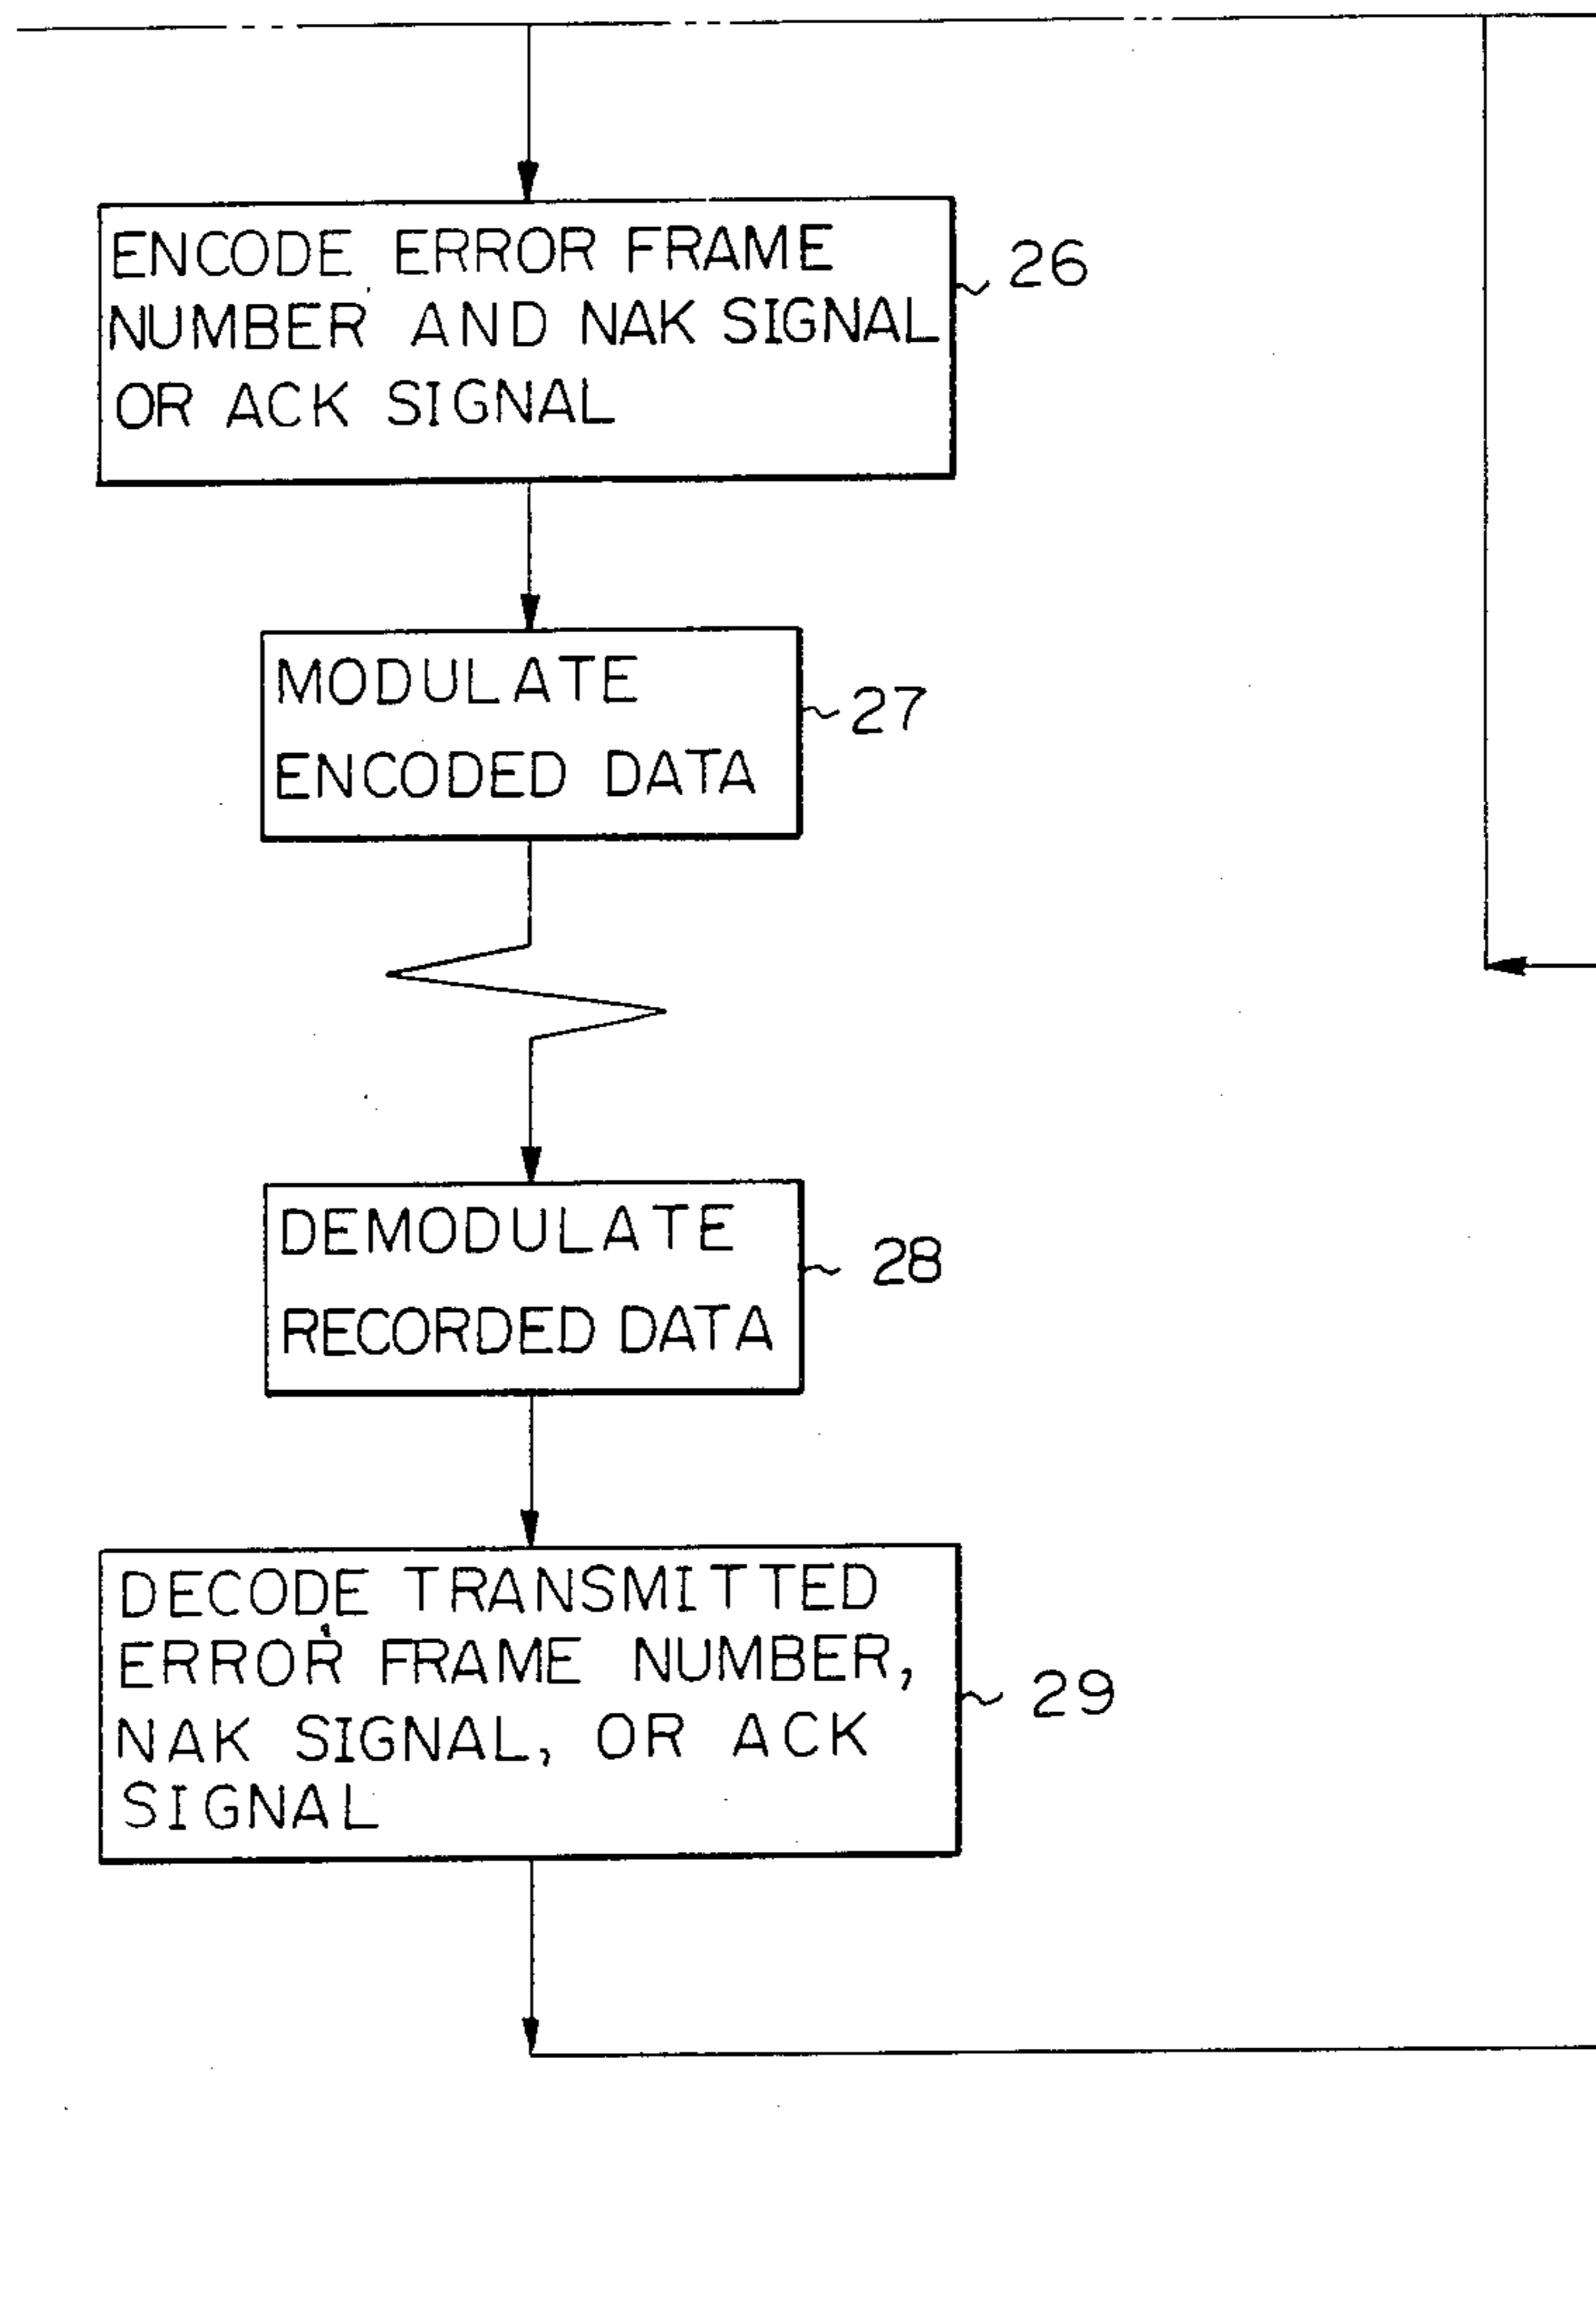 ENCODE ERROR FRAME
NUMBER AND NAK SIGNAL
OR ACK SIGNAL
26
MODULATE
ENCODED DATA
27
DEMODULATE
RECORDED DATA
28
DECODE TRANSMITTED
ERROR FRAME NUMBER,
NAK SIGNAL, OR ACK
SIGNAL
29